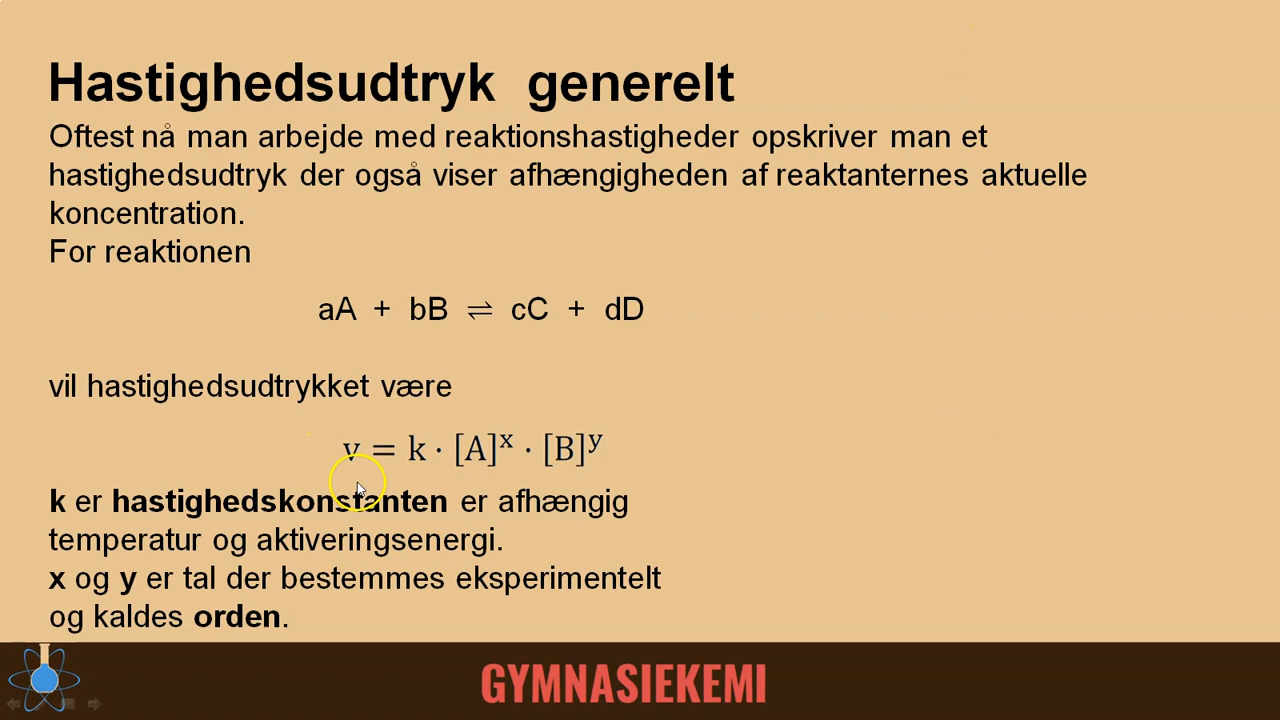 Hastighedsudtryk generelt
Oftest nå man arbejde med reaktionshastigheder opskriver man et
hastighedsudtryk der også viser afhængigheden af reaktanternes aktuelle
koncentration.
For reaktionen
aA + bB ⇌ cC + dD
vil hastighedsudtrykket være
v = k · [A]ˣ · [B]ʸ
k er hastighedskonstanten er afhængig
temperatur og aktiveringsenergi.
x og y er tal der bestemmes eksperimentelt
og kaldes orden.
GYMNASIEKEMI